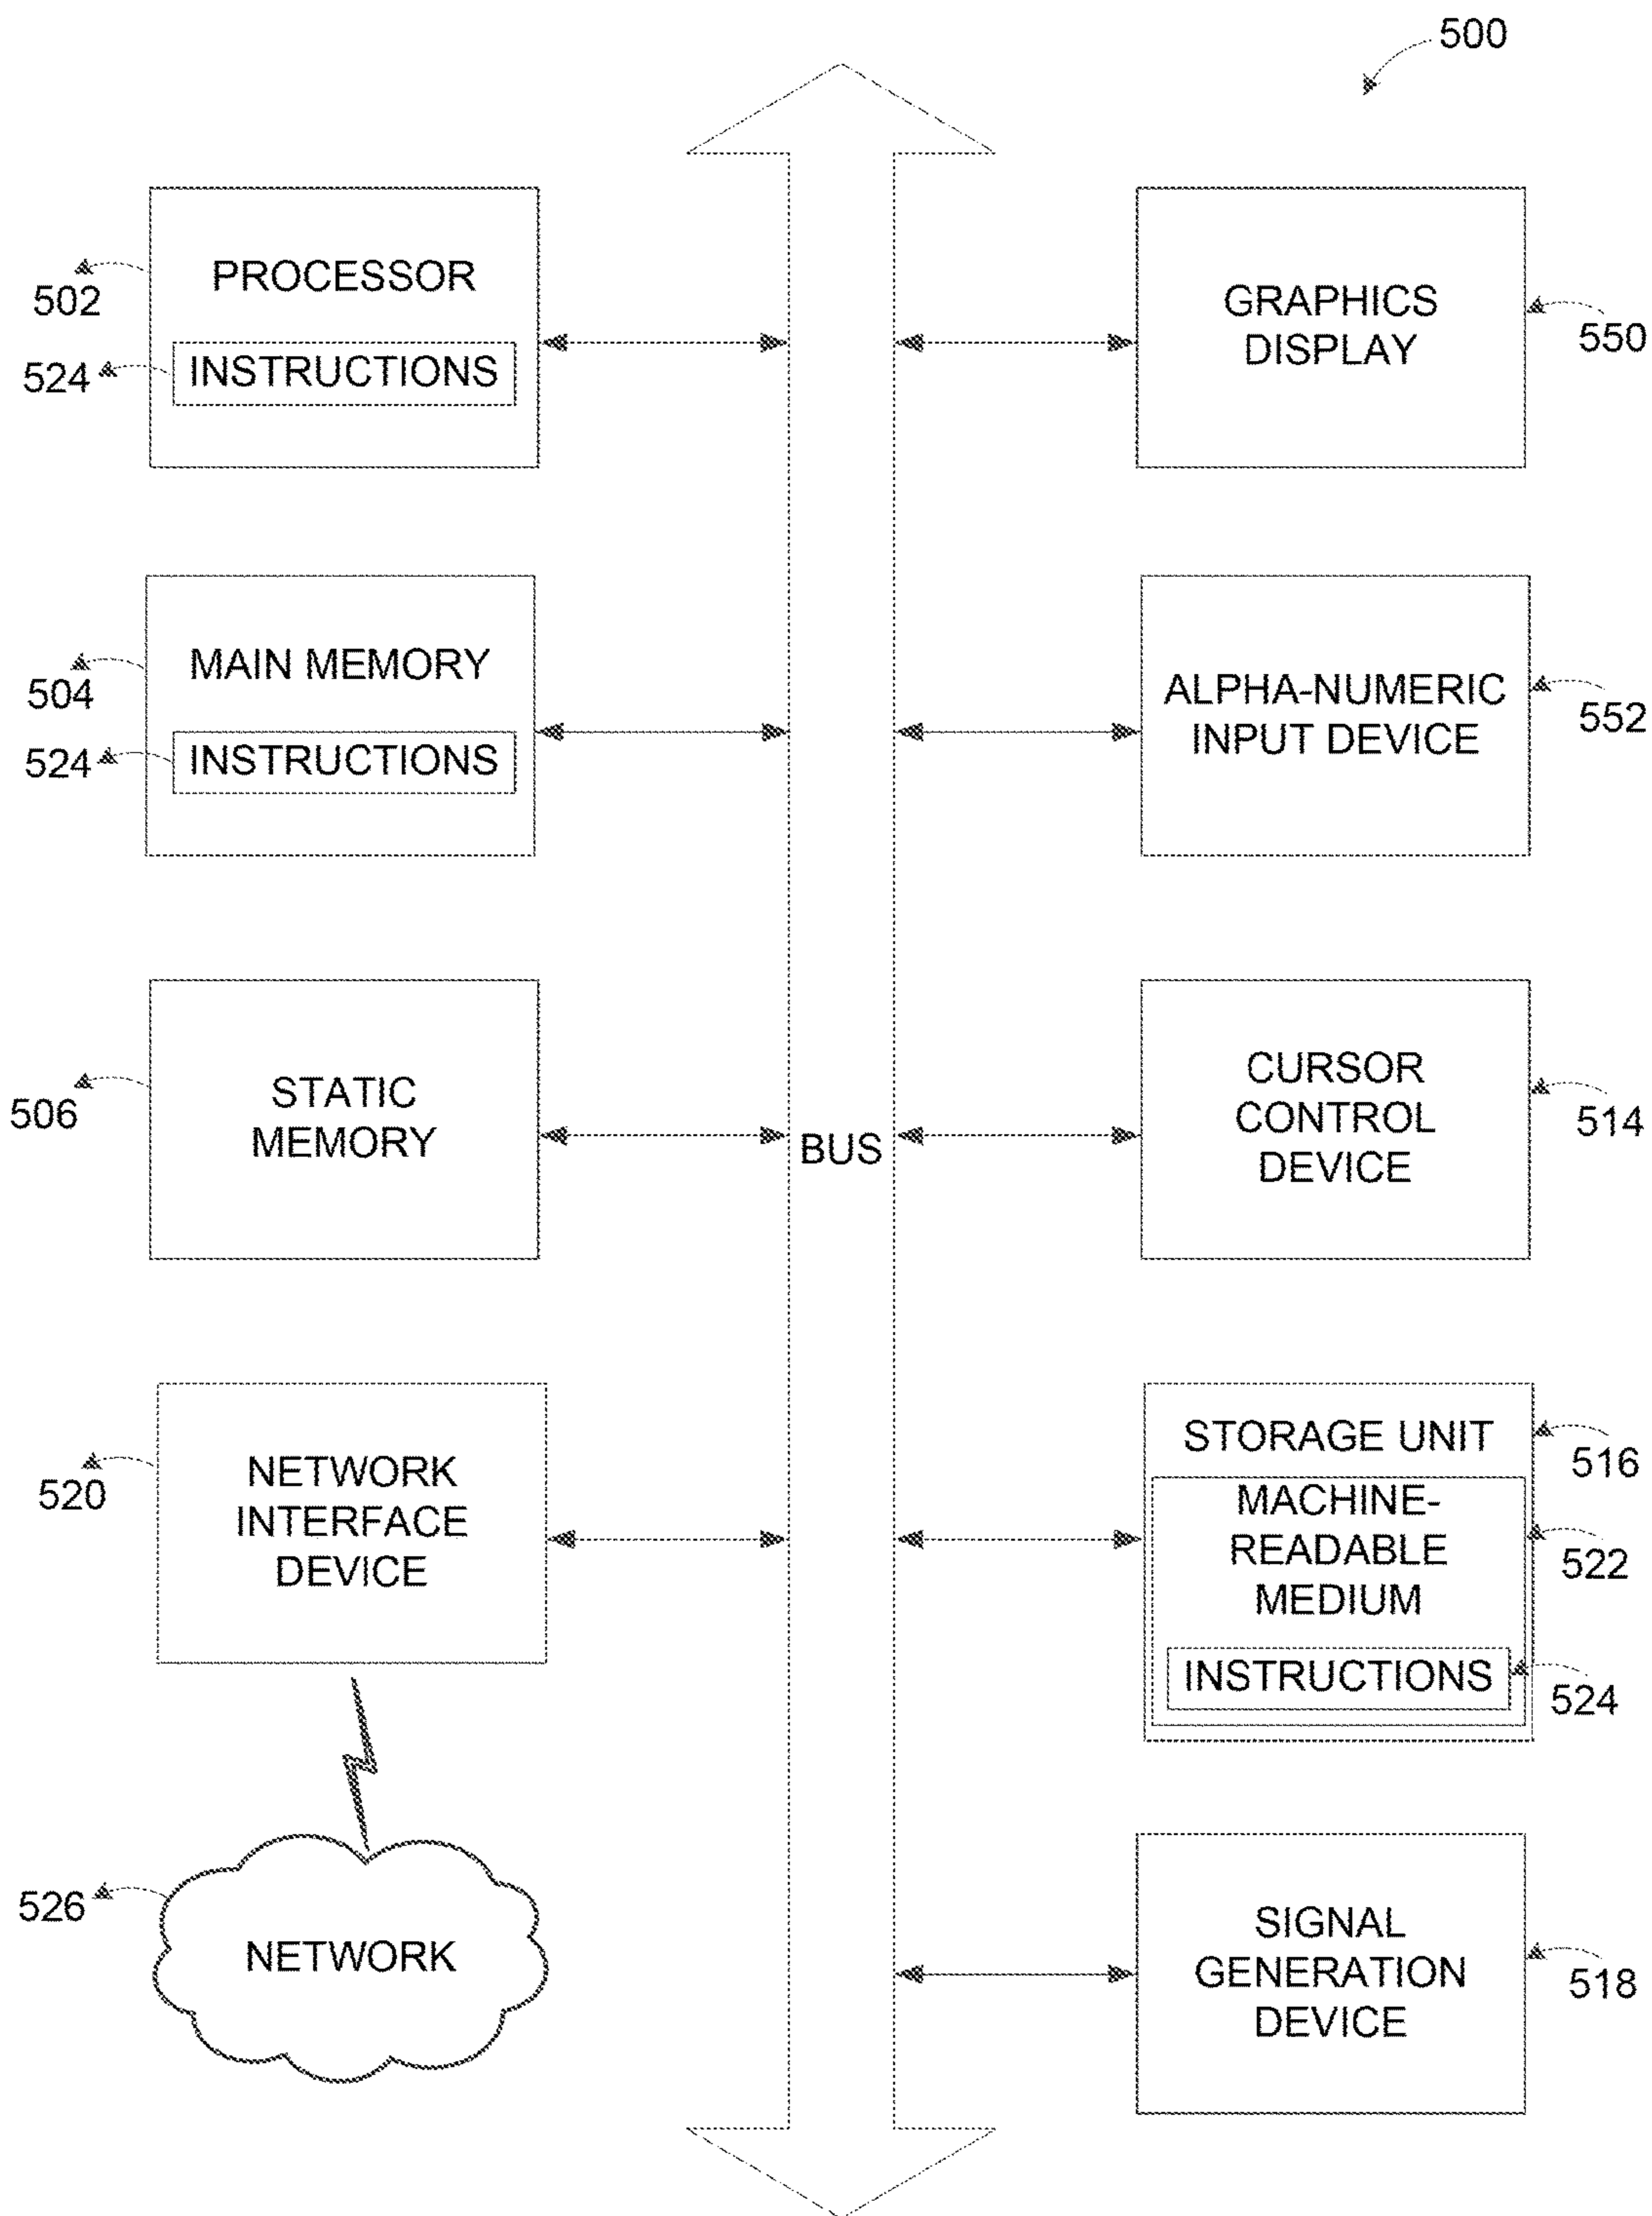 500
PROCESSOR
502
524
INSTRUCTIONS
GRAPHICS
DISPLAY
550
MAIN MEMORY
504
524
INSTRUCTIONS
ALPHA-NUMERIC
INPUT DEVICE
552
STATIC
MEMORY
506
BUS
CURSOR
CONTROL
DEVICE
514
NETWORK
INTERFACE
DEVICE
520
STORAGE UNIT
516
MACHINE-
READABLE
MEDIUM
522
INSTRUCTIONS
524
526
NETWORK
SIGNAL
GENERATION
DEVICE
518